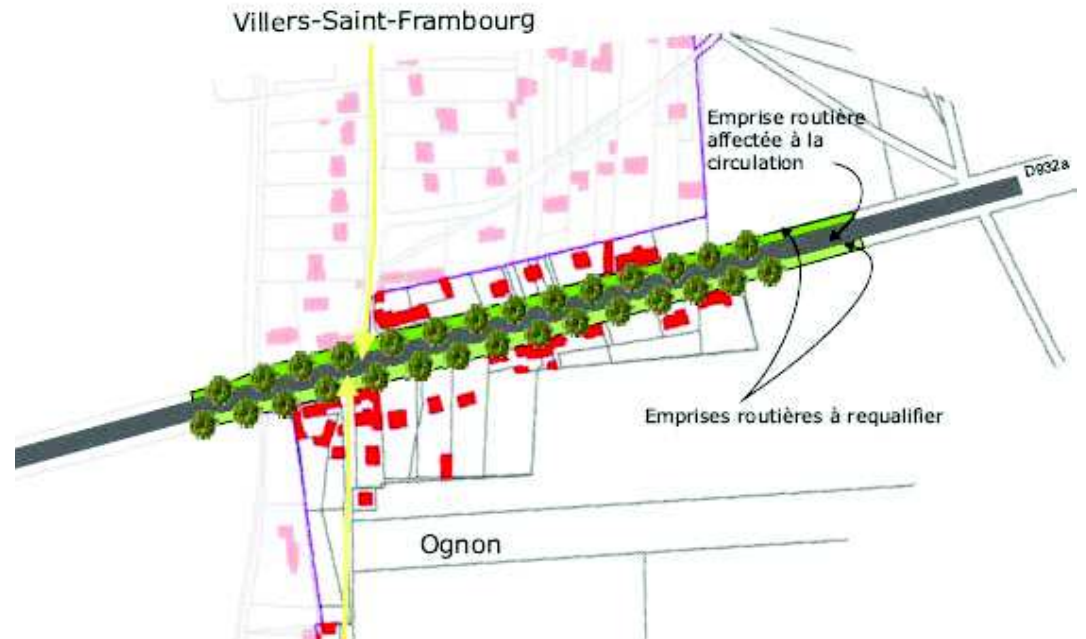 Villers-Saint-Frambourg
Emprise routière
affectée à la
circulation
D932a
Emprises routières à requalifier
Ognon